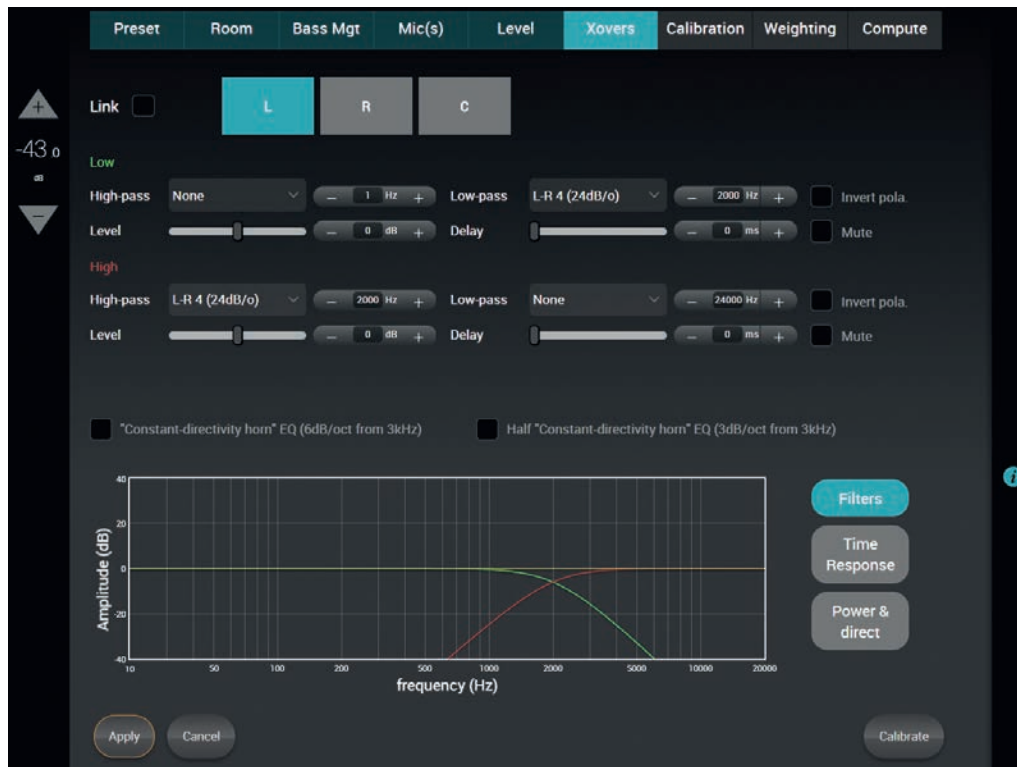 Preset Room Bass Mgt Mic(s) Level Xovers Calibration Weighting Compute
+
-43.0
dB
−
Link L R C
Low
High-pass None − 1 Hz + Low-pass L-R 4 (24dB/o) − 2000 Hz + Invert pola.
Level − 0 dB + Delay − 0 ms + Mute
High
High-pass L-R 4 (24dB/o) − 2000 Hz + Low-pass None − 24000 Hz + Invert pola.
Level − 0 dB + Delay − 0 ms + Mute
"Constant-directivity horn" EQ (6dB/oct from 3kHz) Half "Constant-directivity horn" EQ (3dB/oct from 3kHz)
Amplitude (dB)
40
20
0
-20
-40
10 50 100 200 500 1000 2000 5000 10000 20000
frequency (Hz)
Filters
Time
Response
Power &
direct
i
Apply Cancel Calibrate